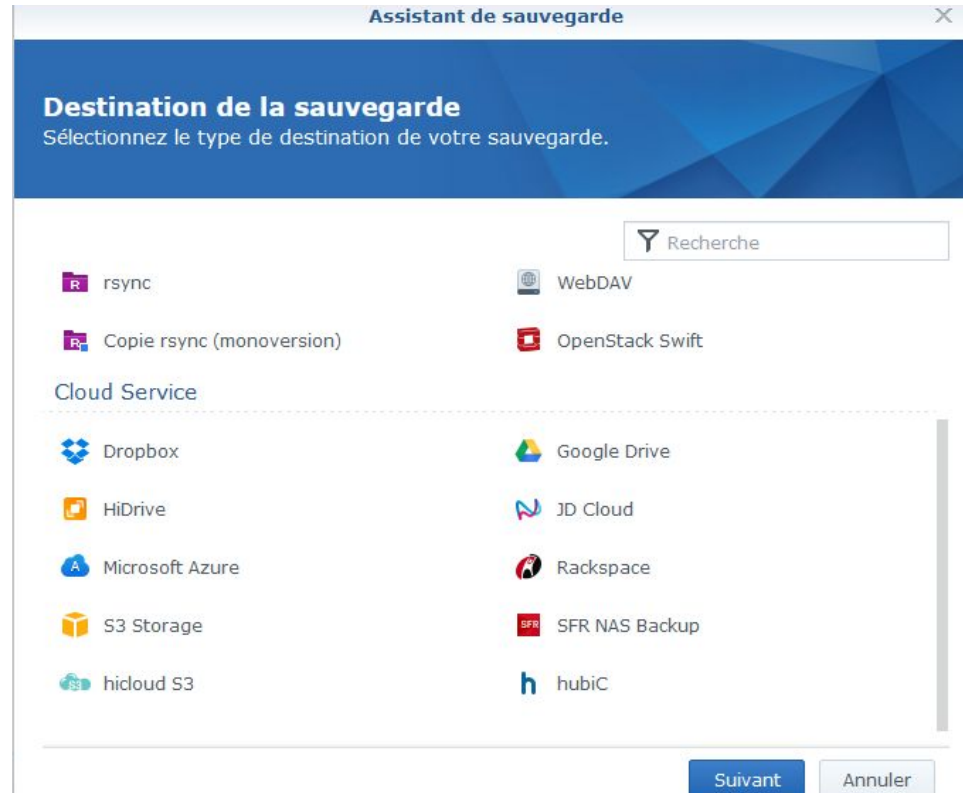 Assistant de sauvegarde
Destination de la sauvegarde
Sélectionnez le type de destination de votre sauvegarde.
Recherche
R rsync WebDAV
R Copie rsync (monoversion) OpenStack Swift
Cloud Service
Dropbox Google Drive
HiDrive JD Cloud
A Microsoft Azure Rackspace
S3 Storage SFR SFR NAS Backup
S3 hicloud S3 h hubiC
Suivant Annuler